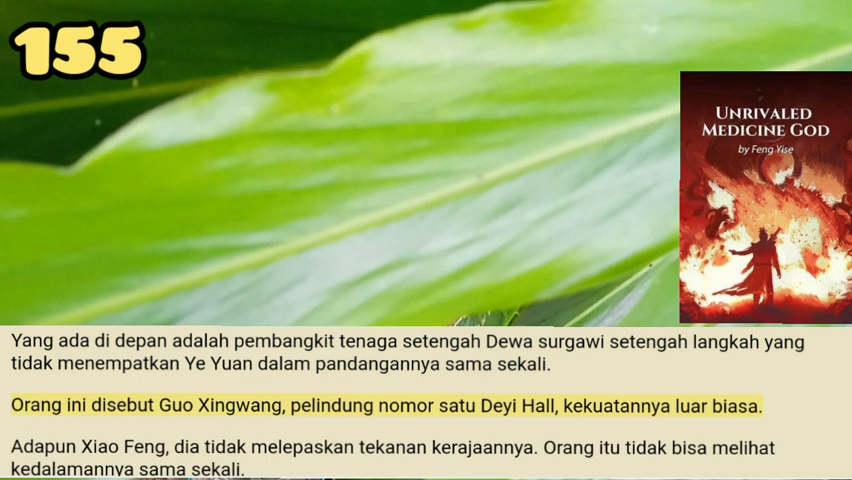 155
UNRIVALED
MEDICINE GOD
by Feng Yise
Yang ada di depan adalah pembangkit tenaga setengah Dewa surgawi setengah langkah yang
tidak menempatkan Ye Yuan dalam pandangannya sama sekali.
Orang ini disebut Guo Xingwang, pelindung nomor satu Deyi Hall, kekuatannya luar biasa.
Adapun Xiao Feng, dia tidak melepaskan tekanan kerajaannya. Orang itu tidak bisa melihat
kedalamannya sama sekali.